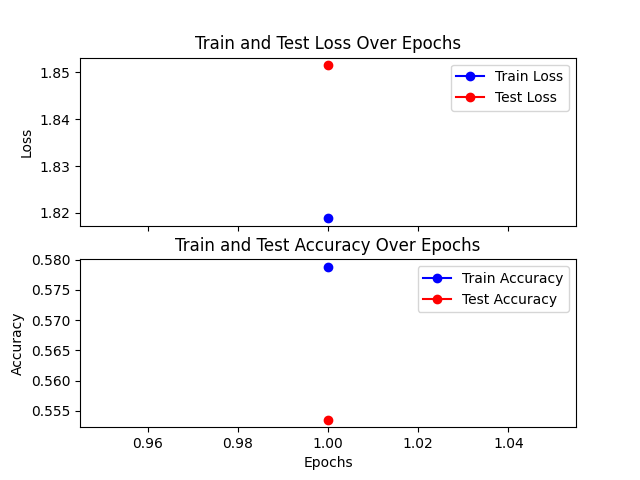 Train and Test Loss Over Epochs
1.85
1.84
1.83
1.82
Loss
Train Loss
Test Loss
Train and Test Accuracy Over Epochs
0.580
0.575
0.570
0.565
0.560
0.555
Accuracy
Train Accuracy
Test Accuracy
0.96
0.98
1.00
1.02
1.04
Epochs